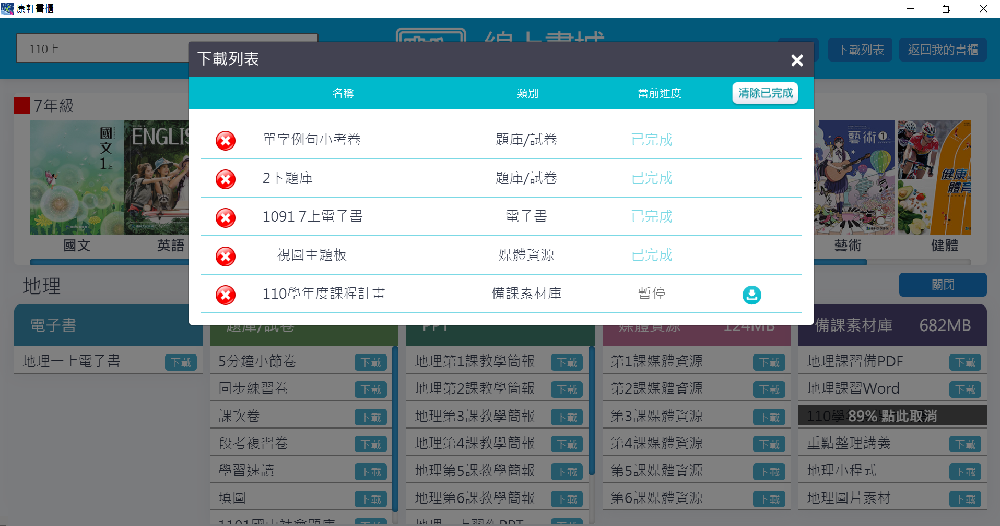 康軒書櫃
110上
下載列表
返回我的書櫃
下載列表
名稱
類別
當前進度
清除已完成
單字例句小考卷
題庫/試卷
已完成
2下題庫
題庫/試卷
已完成
1091 7上電子書
電子書
已完成
三視圖主題板
媒體資源
已完成
110學年度課程計畫
備課素材庫
暫停
7年級
國文
1上
ENGLIS
藝術
1上
健康
體育
國文
英語
藝術
健體
地理
關閉
電子書
地理一上電子書
下載
題庫/試卷
5分鐘小節卷
下載
同步練習卷
下載
課次卷
下載
段考複習卷
下載
學習速讀
下載
填圖
下載
PPT
地理第1課教學簡報
下載
地理第2課教學簡報
下載
地理第3課教學簡報
下載
地理第4課教學簡報
下載
地理第5課教學簡報
下載
地理第6課教學簡報
下載
媒體資源
124MB
第1課媒體資源
下載
第2課媒體資源
下載
第3課媒體資源
下載
第4課媒體資源
下載
第5課媒體資源
下載
第6課媒體資源
下載
備課素材庫
682MB
地理課習備PDF
下載
地理課習Word
下載
89% 點此取消
重點整理講義
下載
地理小程式
下載
地理圖片素材
下載